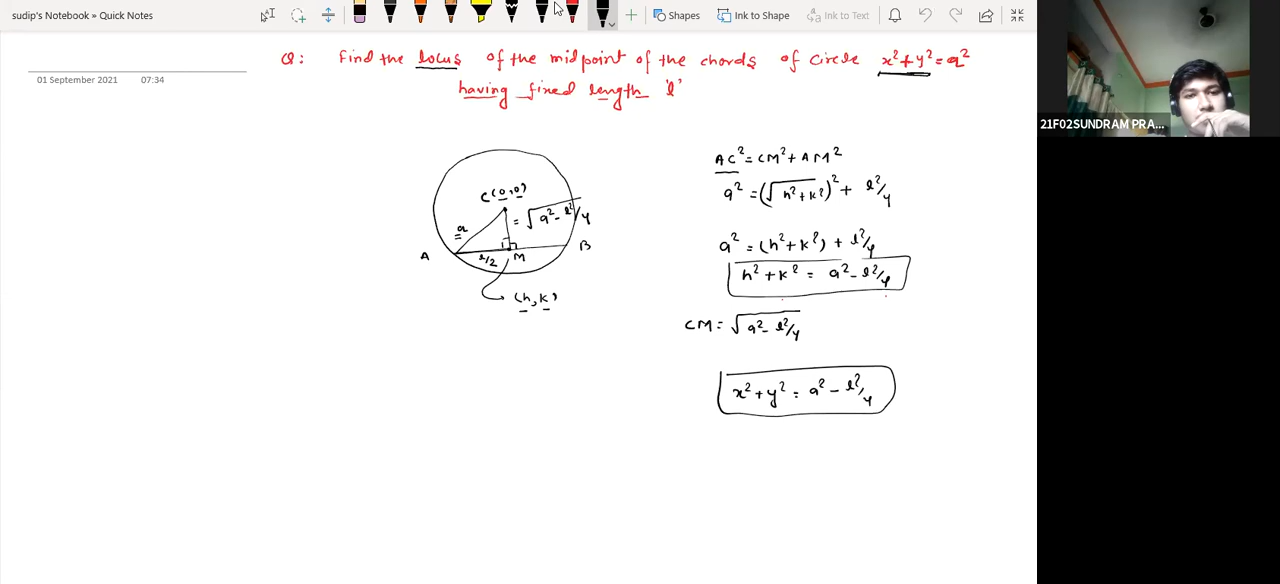 sudip's Notebook » Quick Notes
Shapes
Ink to Shape
Ink to Text
01 September 2021 07:34
Q: Find the locus of the midpoint of the chords of circle x²+y²=a²
having fixed length 'l'
C(0,0)
a
= √a²-l²/4
A
l/2
M
B
(h,k)
AC²=CM²+AM²
a² = (√h²+k²)² + l²/4
a² = (h²+k²) + l²/4
h²+k² = a²-l²/4
CM= √a²-l²/4
x²+y² = a²-l²/4
21F02SUNDRAM PRA...